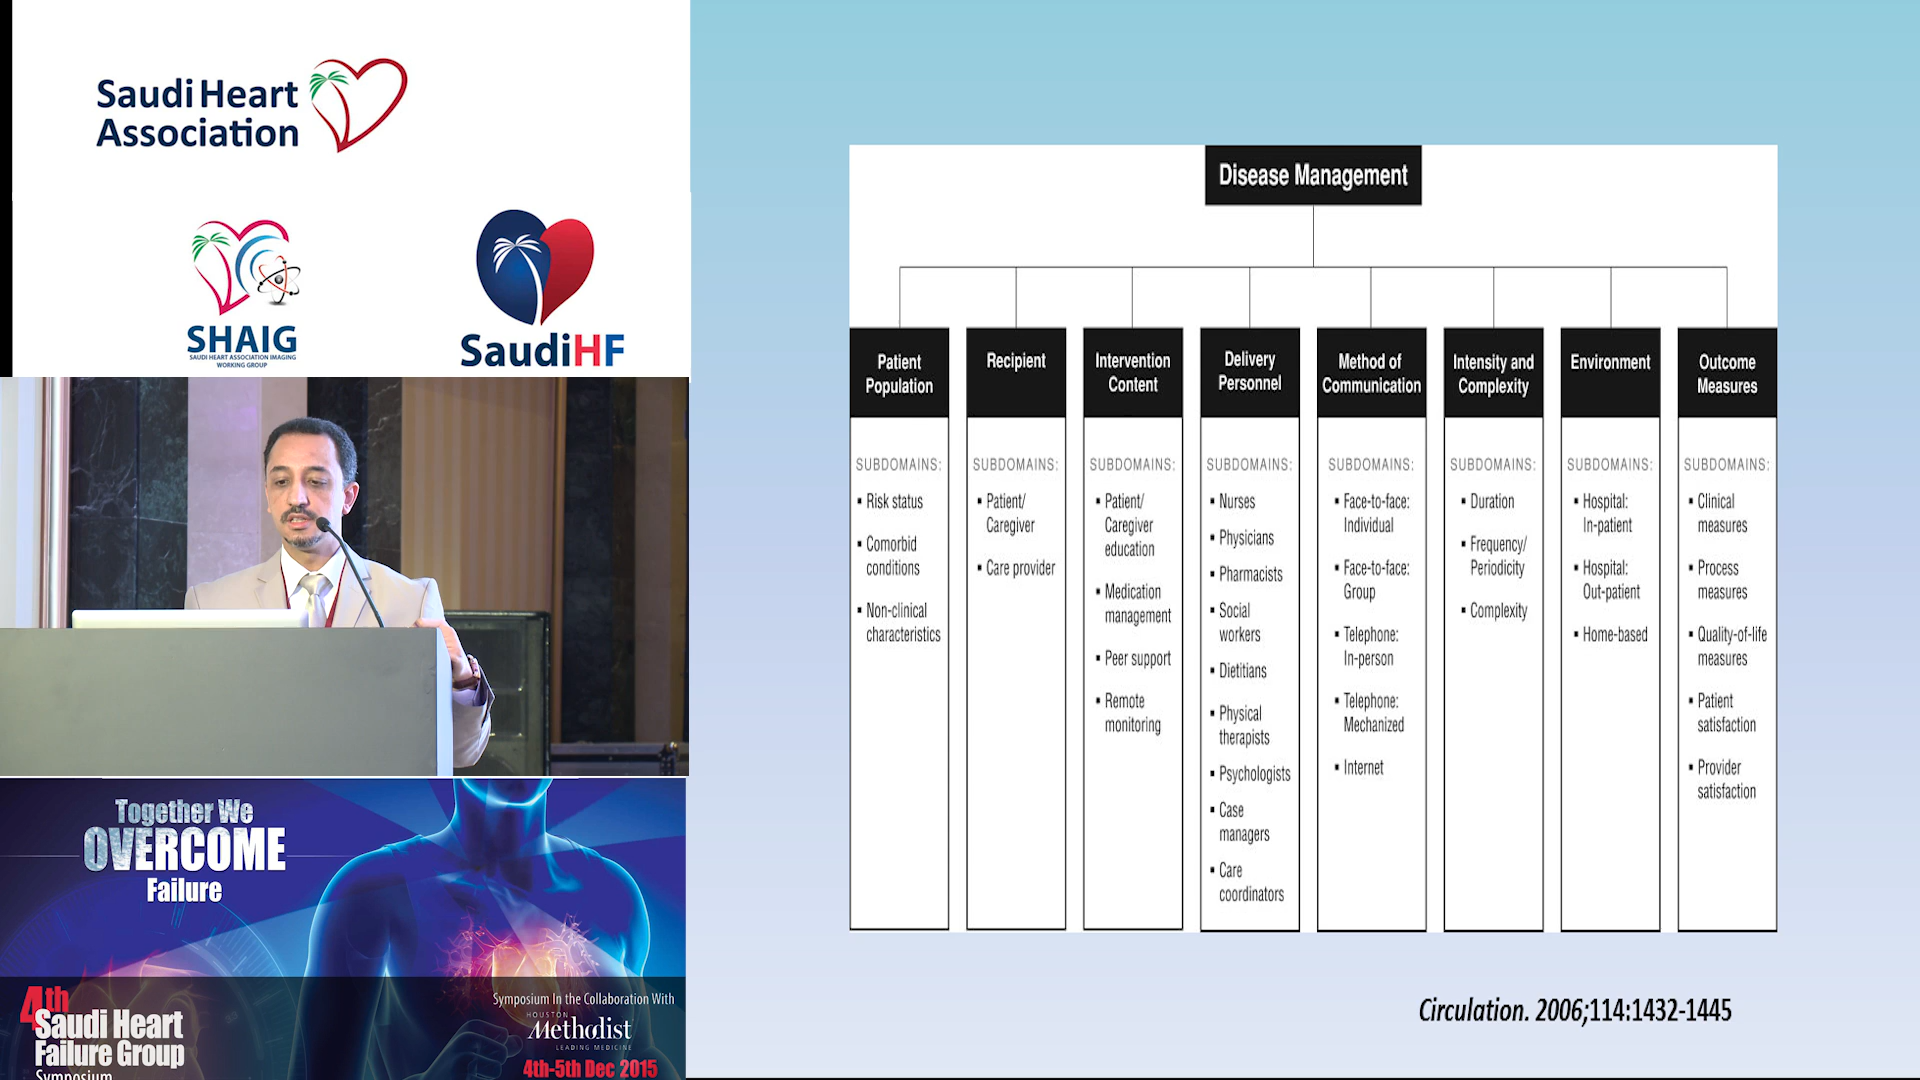 Saudi Heart
Association
SHAIG
SAUDI HEART ASSOCIATION IMAGING
WORKING GROUP
SaudiHF
Together We
OVERCOME
Failure
4th
Saudi Heart
Failure Group
Symposium
Symposium In the Collaboration With
HOUSTON
Methodist
LEADING MEDICINE
4th-5th Dec 2015
Disease Management
Patient
Population
SUBDOMAINS:
▪ Risk status
▪ Comorbid
conditions
▪ Non-clinical
characteristics
Recipient
SUBDOMAINS:
▪ Patient/
Caregiver
▪ Care provider
Intervention
Content
SUBDOMAINS:
▪ Patient/
Caregiver
education
▪ Medication
management
▪ Peer support
▪ Remote
monitoring
Delivery
Personnel
SUBDOMAINS:
▪ Nurses
▪ Physicians
▪ Pharmacists
▪ Social
workers
▪ Dietitians
▪ Physical
therapists
▪ Psychologists
▪ Case
managers
▪ Care
coordinators
Method of
Communication
SUBDOMAINS:
▪ Face-to-face:
Individual
▪ Face-to-face:
Group
▪ Telephone:
In-person
▪ Telephone:
Mechanized
▪ Internet
Intensity and
Complexity
SUBDOMAINS:
▪ Duration
▪ Frequency/
Periodicity
▪ Complexity
Environment
SUBDOMAINS:
▪ Hospital:
In-patient
▪ Hospital:
Out-patient
▪ Home-based
Outcome
Measures
SUBDOMAINS:
▪ Clinical
measures
▪ Process
measures
▪ Quality-of-life
measures
▪ Patient
satisfaction
▪ Provider
satisfaction
Circulation. 2006;114:1432-1445